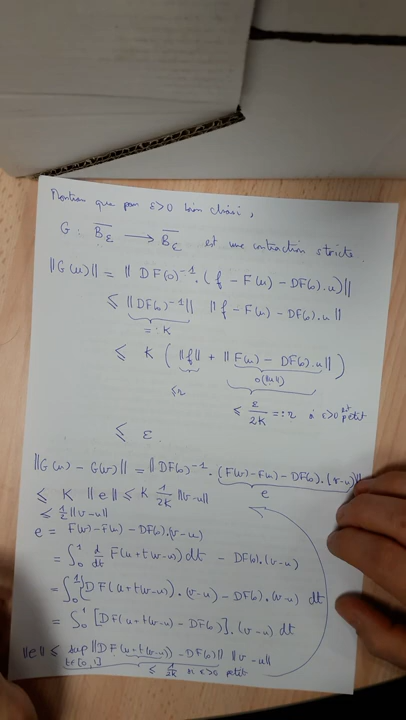 Montrons que pour ε>0 bien choisi,
G : B̅_ε → B̅_ε est une contraction stricte.
||G(u)|| = || DF(0)⁻¹ . (f - F(u) - DF(0).u)||
≤ ||DF(0)⁻¹|| || f - F(u) - DF(0).u ||
=: K
≤ K ( ||f|| + || F(u) - DF(0).u|| )
≤ r o(||u||)
≤ ε/2K =: r si ε>0 est petit
≤ ε.
||G(u) - G(v)|| = || DF(0)⁻¹ . (F(v) - F(u) - DF(0).(v-u)||
e
≤ K ||e|| ≤ K 1/2K ||v-u||
≤ 1/2 ||v-u||
e = F(v) - F(u) - DF(0).(v-u)
= ∫₀¹ d/dt F(u+t(v-u)) dt - DF(0).(v-u)
= ∫₀¹ [DF(u+t(v-u)).(v-u) - DF(0).(v-u) dt
= ∫₀¹ [DF(u+t(v-u)) - DF(0)].(v-u) dt
||e|| ≤ sup ||DF(u+t(v-u)) - DF(0)|| ||v-u||
t∈[0,1] ≤ 1/2K si ε>0 petit